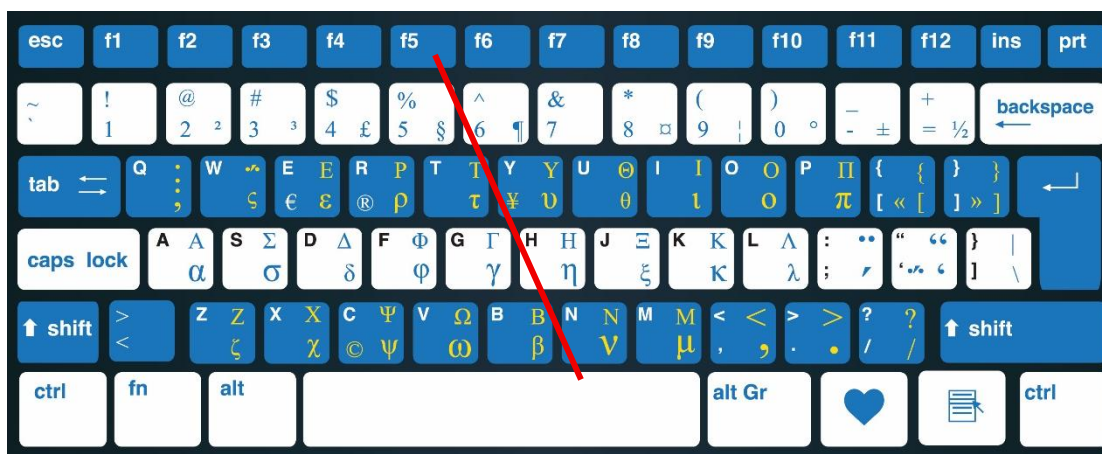 esc f1 f2 f3 f4 f5 f6 f7 f8 f9 f10 f11 f12 ins prt
~ ! @ # $ % ^ & * ( ) _ +
` 1 2 ² 3 ³ 4 £ 5 § 6 ¶ 7 8 ¤ 9 ¦ 0 ° - ± = ½ backspace
tab Q : W ΅ E Ε R Ρ T Τ Y Υ U Θ I Ι O Ο P Π { { } }
; ς € ε ® ρ τ ¥ υ θ ι ο π [ « [ ] » ]
caps lock A Α S Σ D Δ F Φ G Γ H Η J Ξ K Κ L Λ : ¨ “ “ } |
α σ δ φ γ η ξ κ λ ; ΄ ‘ ΅ ‘ ] \
shift > Z Ζ X Χ C Ψ V Ω B Β N Ν M Μ < < > > ? ? shift
< ζ χ © ψ ω β ν μ , , . . / /
ctrl fn alt alt Gr ctrl